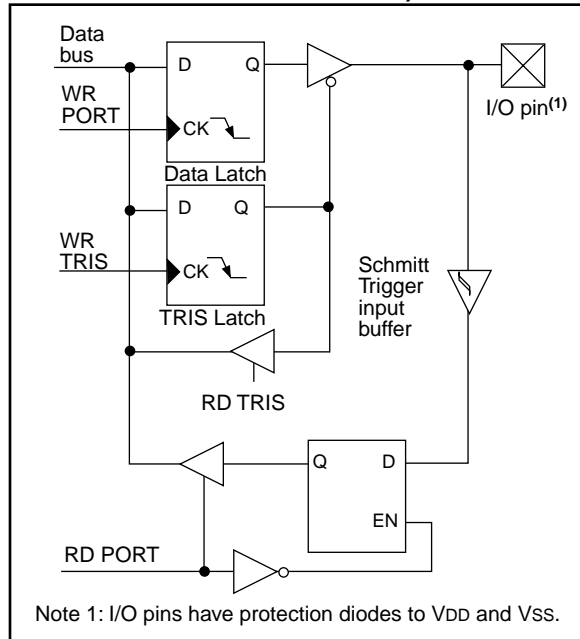 Data
bus
D
Q
WR
PORT
CK
I/O pin(1)
Data Latch
D
Q
WR
TRIS
CK
Schmitt
Trigger
input
buffer
TRIS Latch
RD TRIS
Q
D
EN
RD PORT
Note 1: I/O pins have protection diodes to VDD and VSS.